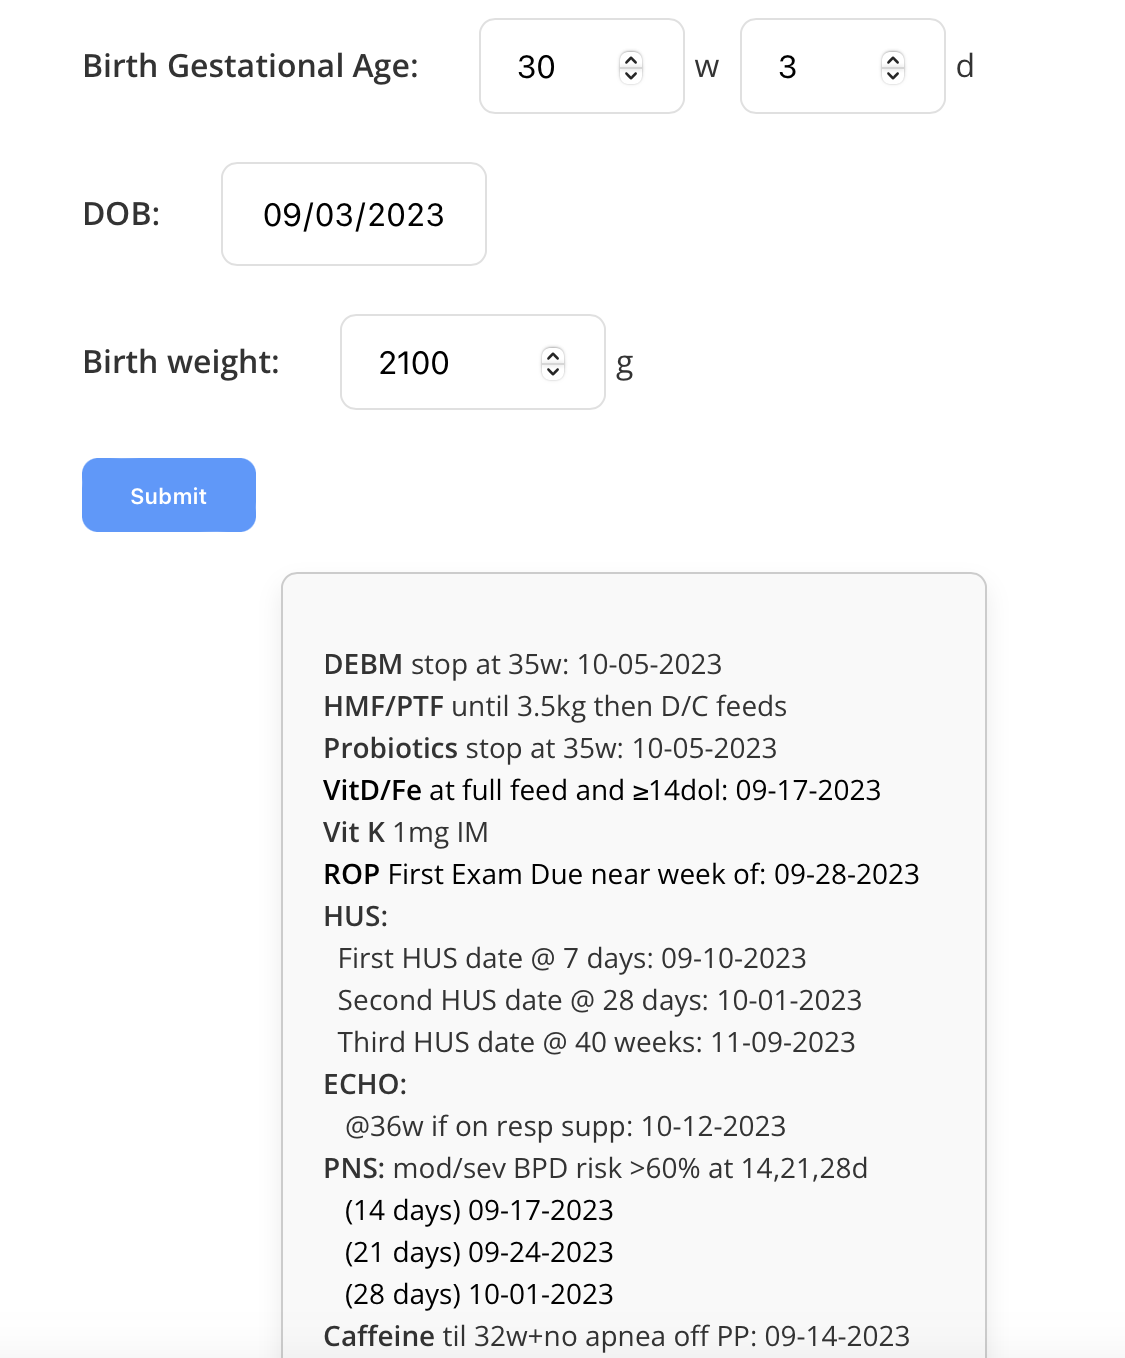 Birth Gestational Age: 30 w 3 d
DOB: 09/03/2023
Birth weight: 2100 g
Submit
DEBM stop at 35w: 10-05-2023
HMF/PTF until 3.5kg then D/C feeds
Probiotics stop at 35w: 10-05-2023
VitD/Fe at full feed and ≥14dol: 09-17-2023
Vit K 1mg IM
ROP First Exam Due near week of: 09-28-2023
HUS:
First HUS date @ 7 days: 09-10-2023
Second HUS date @ 28 days: 10-01-2023
Third HUS date @ 40 weeks: 11-09-2023
ECHO:
@36w if on resp supp: 10-12-2023
PNS: mod/sev BPD risk >60% at 14,21,28d
(14 days) 09-17-2023
(21 days) 09-24-2023
(28 days) 10-01-2023
Caffeine til 32w+no apnea off PP: 09-14-2023